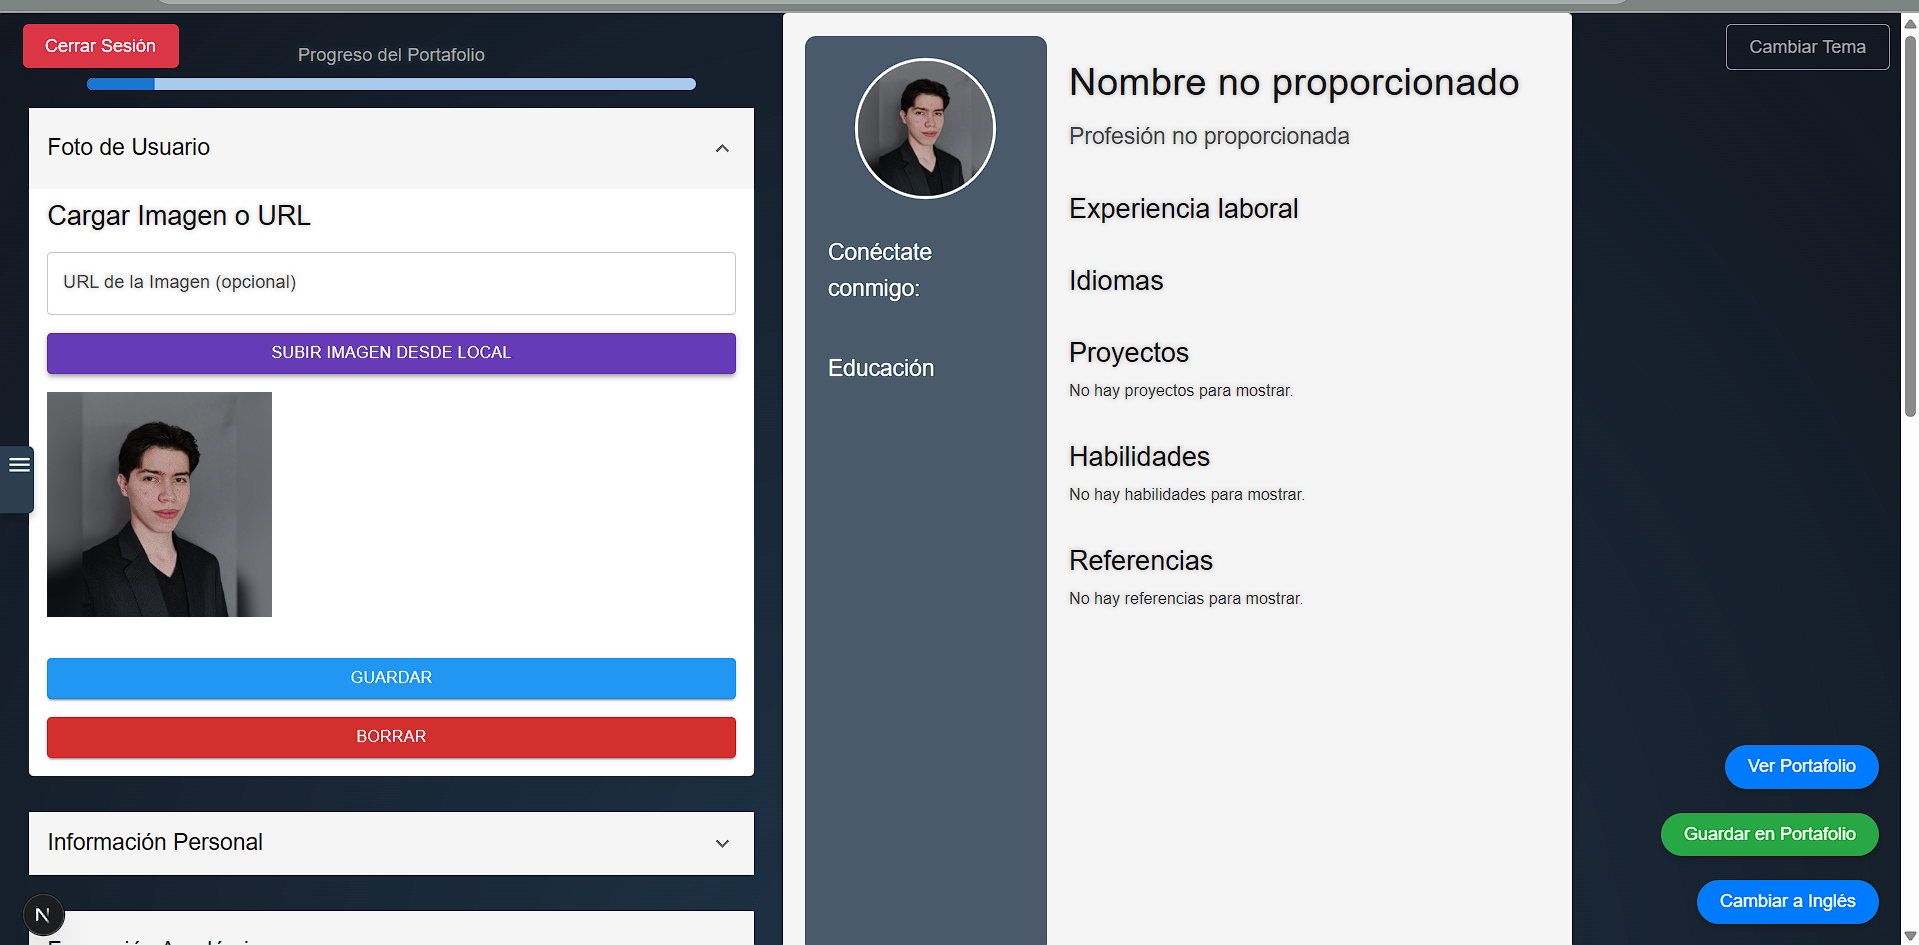 Cerrar Sesión
Progreso del Portafolio
Foto de Usuario
Cargar Imagen o URL
URL de la Imagen (opcional)
SUBIR IMAGEN DESDE LOCAL
GUARDAR
BORRAR
Información Personal
N
Conéctate
conmigo:
Educación
Nombre no proporcionado
Profesión no proporcionada
Experiencia laboral
Idiomas
Proyectos
No hay proyectos para mostrar.
Habilidades
No hay habilidades para mostrar.
Referencias
No hay referencias para mostrar.
Cambiar Tema
Ver Portafolio
Guardar en Portafolio
Cambiar a Inglés